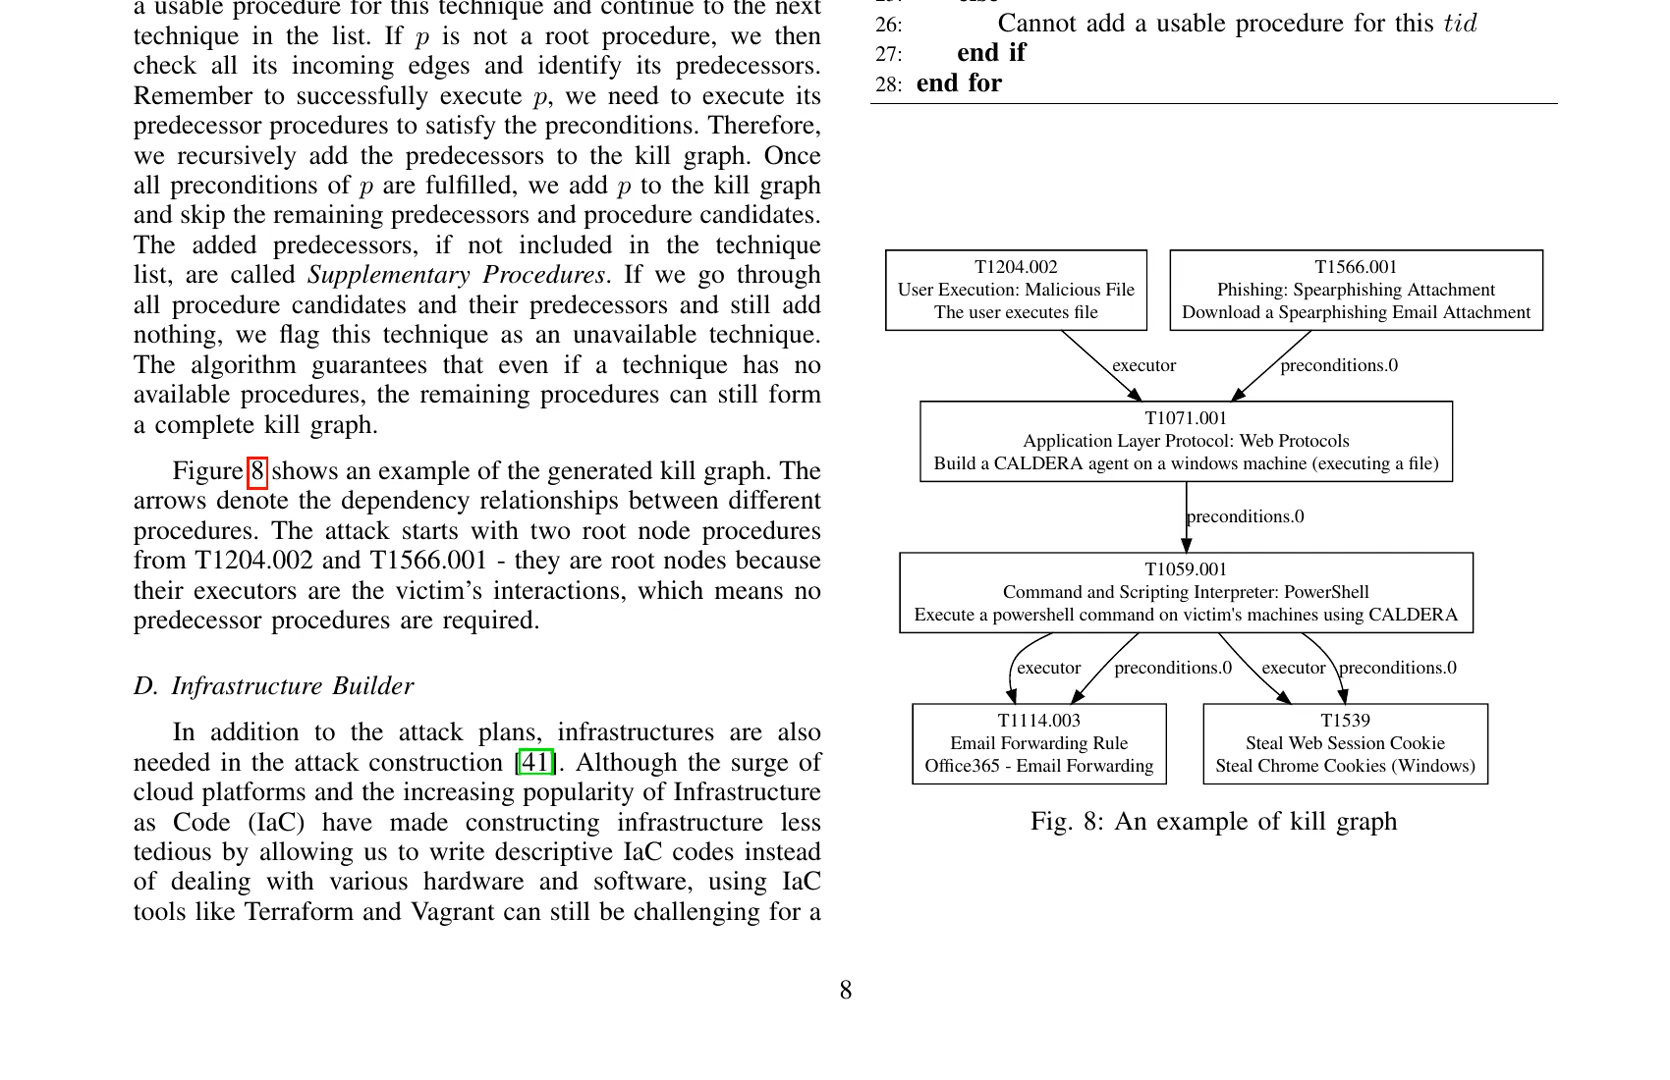 a usable procedure for this technique and continue to the next
technique in the list. If p is not a root procedure, we then
check all its incoming edges and identify its predecessors.
Remember to successfully execute p, we need to execute its
predecessor procedures to satisfy the preconditions. Therefore,
we recursively add the predecessors to the kill graph. Once
all preconditions of p are fulfilled, we add p to the kill graph
and skip the remaining predecessors and procedure candidates.
The added predecessors, if not included in the technique
list, are called Supplementary Procedures. If we go through
all procedure candidates and their predecessors and still add
nothing, we flag this technique as an unavailable technique.
The algorithm guarantees that even if a technique has no
available procedures, the remaining procedures can still form
a complete kill graph.
Figure 8 shows an example of the generated kill graph. The
arrows denote the dependency relationships between different
procedures. The attack starts with two root node procedures
from T1204.002 and T1566.001 - they are root nodes because
their executors are the victim's interactions, which means no
predecessor procedures are required.
D. Infrastructure Builder
In addition to the attack plans, infrastructures are also
needed in the attack construction [41]. Although the surge of
cloud platforms and the increasing popularity of Infrastructure
as Code (IaC) have made constructing infrastructure less
tedious by allowing us to write descriptive IaC codes instead
of dealing with various hardware and software, using IaC
tools like Terraform and Vagrant can still be challenging for a
26: Cannot add a usable procedure for this tid
27: end if
28: end for
T1204.002
User Execution: Malicious File
The user executes file
T1566.001
Phishing: Spearphishing Attachment
Download a Spearphishing Email Attachment
executor
preconditions.0
T1071.001
Application Layer Protocol: Web Protocols
Build a CALDERA agent on a windows machine (executing a file)
preconditions.0
T1059.001
Command and Scripting Interpreter: PowerShell
Execute a powershell command on victim's machines using CALDERA
executor
preconditions.0
executor
preconditions.0
T1114.003
Email Forwarding Rule
Office365 - Email Forwarding
T1539
Steal Web Session Cookie
Steal Chrome Cookies (Windows)
Fig. 8: An example of kill graph
8